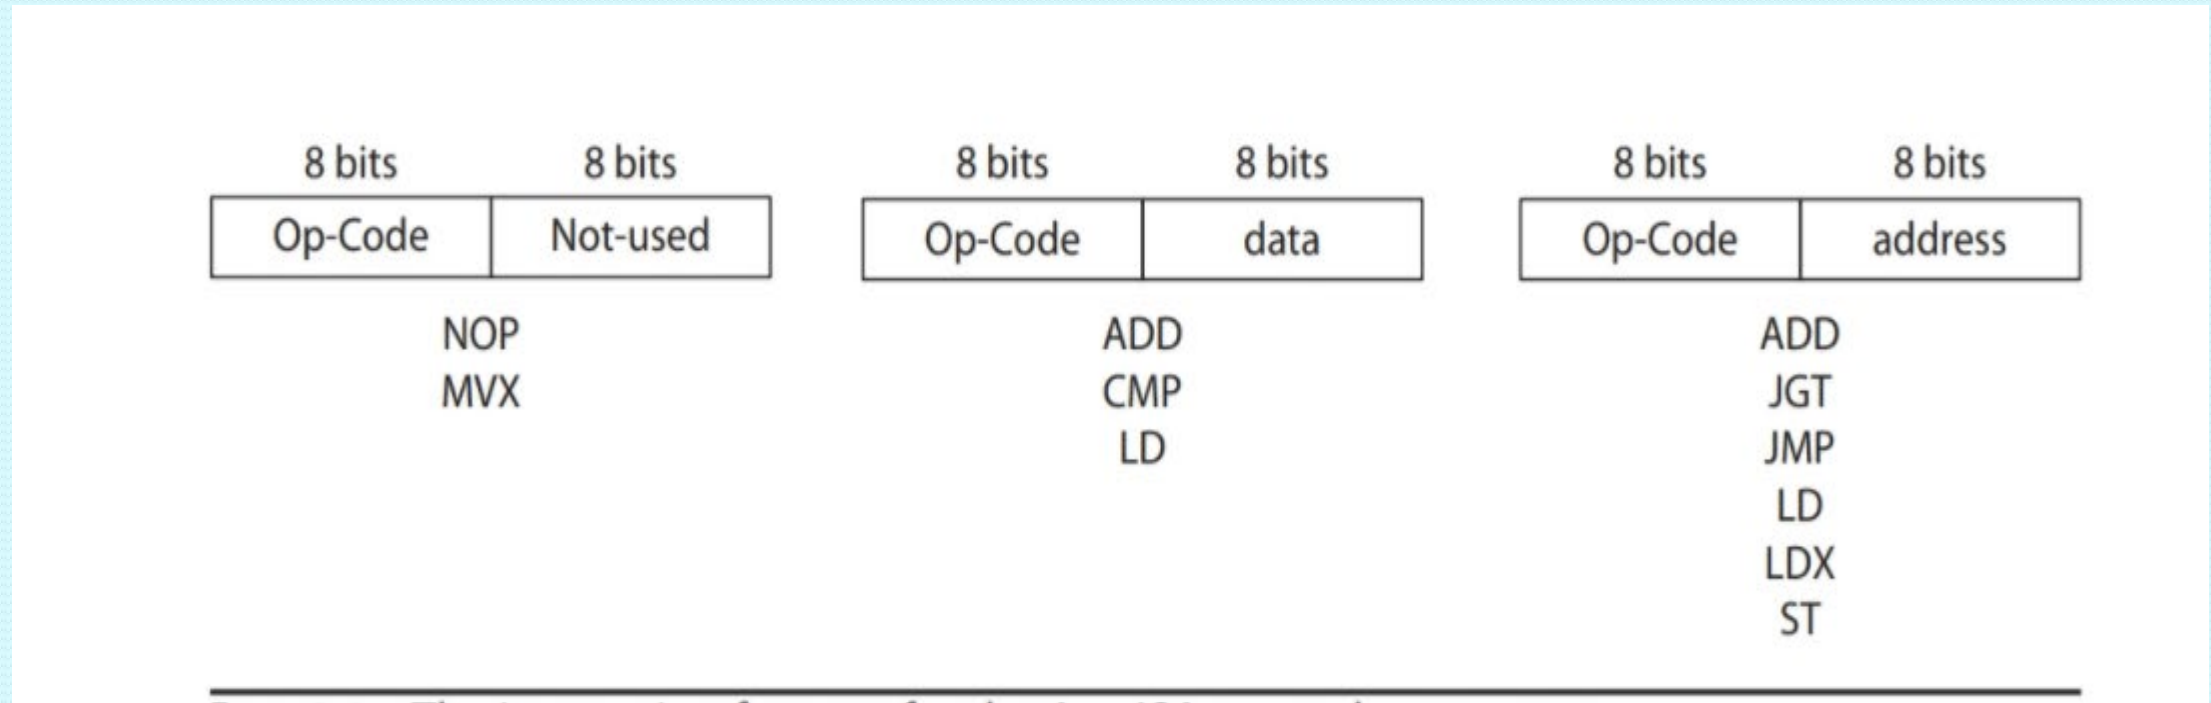 8 bits 8 bits 8 bits 8 bits 8 bits 8 bits
Op-Code Not-used Op-Code data Op-Code address
NOP ADD ADD
MVX CMP JGT
LD JMP
LD
LDX
ST